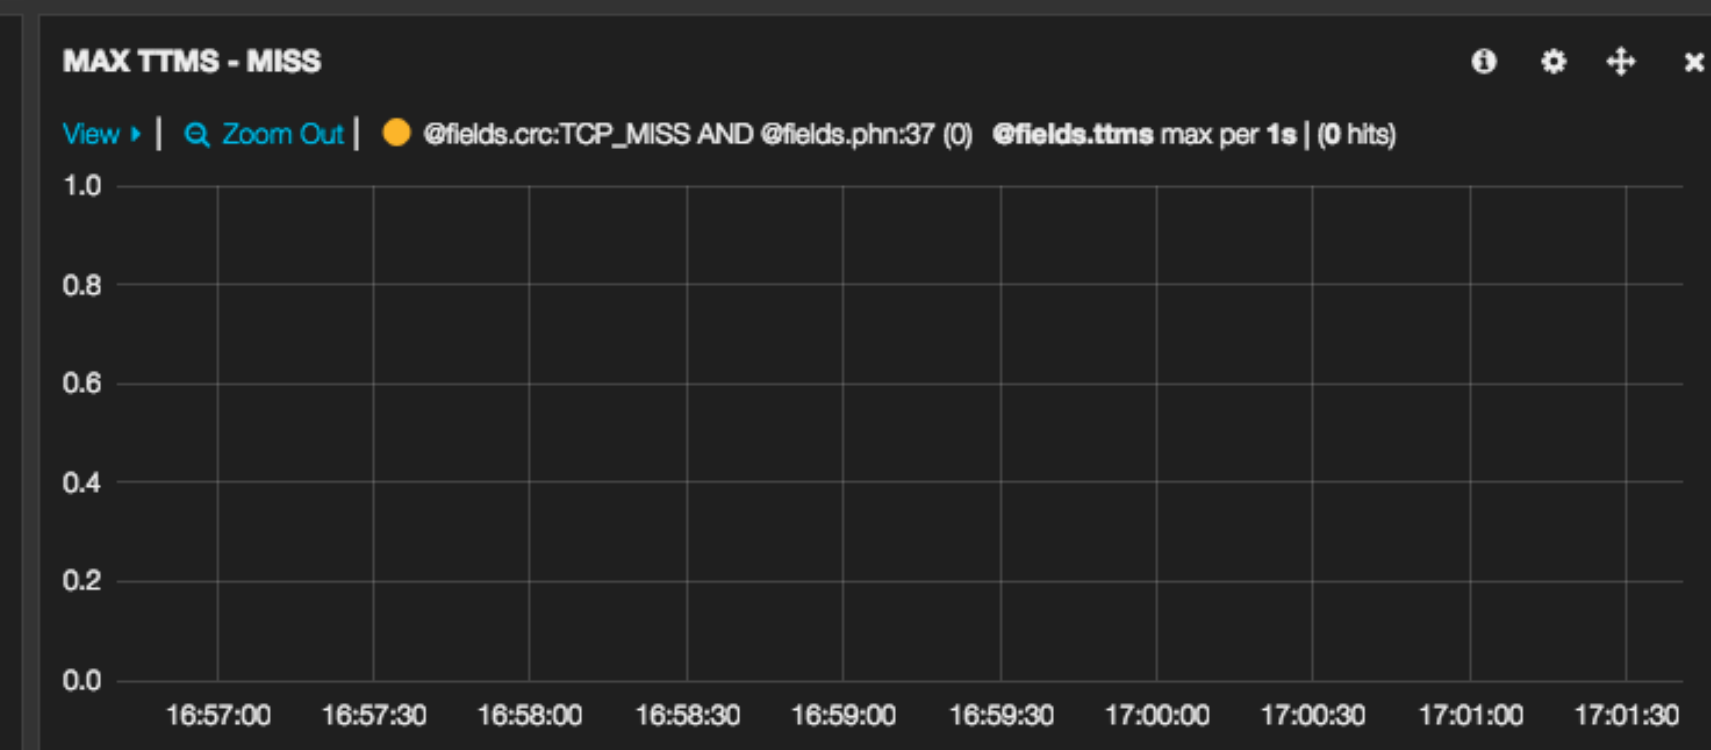 MAX TTMS - MISS
View | Zoom Out | @fields.crc:TCP_MISS AND @fields.phn:37 (0) @fields.ttms max per 1s | (0 hits)
1.0
0.8
0.6
0.4
0.2
0.0
16:57:00 16:57:30 16:58:00 16:58:30 16:59:00 16:59:30 17:00:00 17:00:30 17:01:00 17:01:30